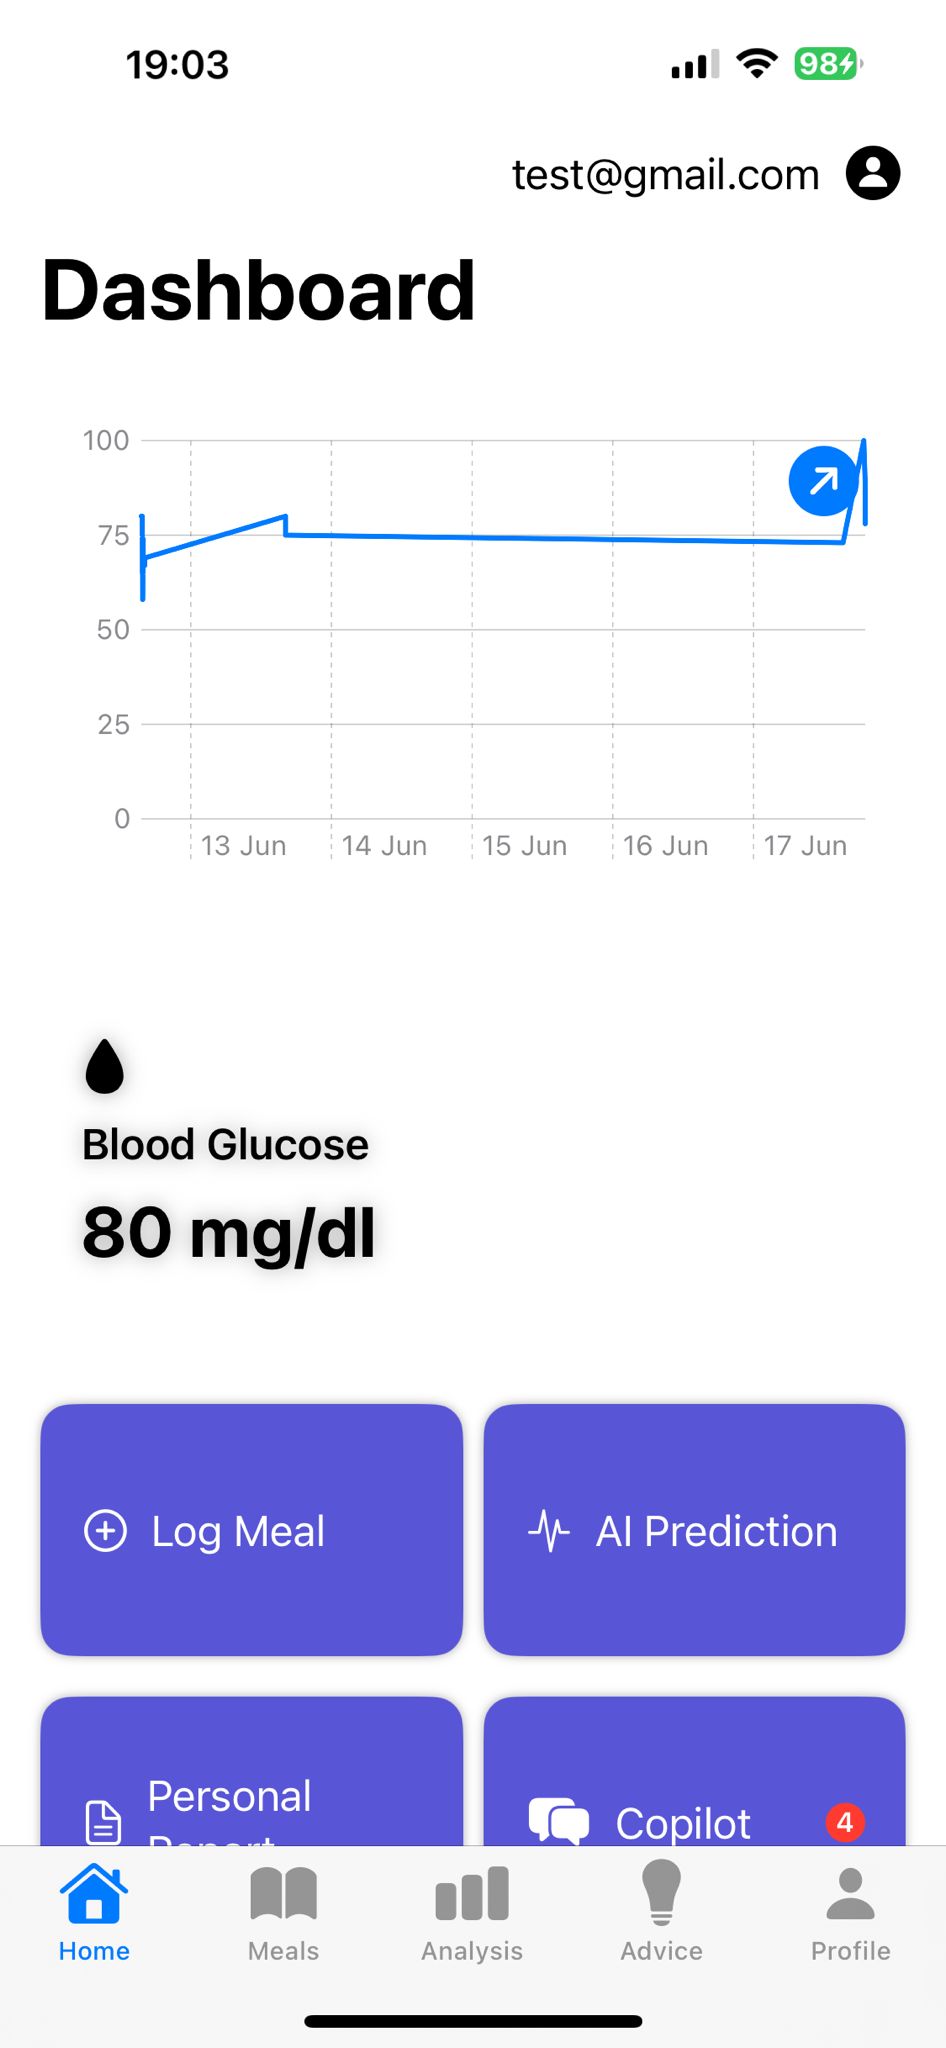 19:03
98
test@gmail.com
Dashboard
100
75
50
25
0
13 Jun
14 Jun
15 Jun
16 Jun
17 Jun
Blood Glucose
80 mg/dl
Log Meal
AI Prediction
Personal
Report
Copilot
4
Home
Meals
Analysis
Advice
Profile